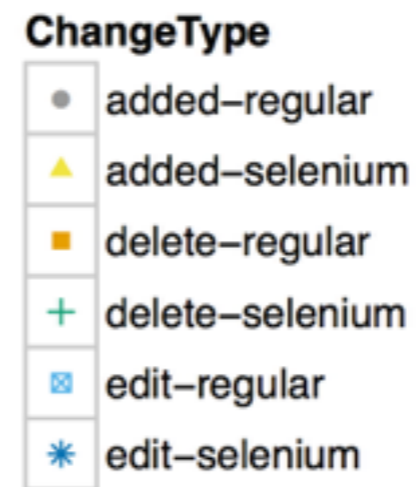 ChangeType
added–regular
added–selenium
delete–regular
delete–selenium
edit–regular
edit–selenium